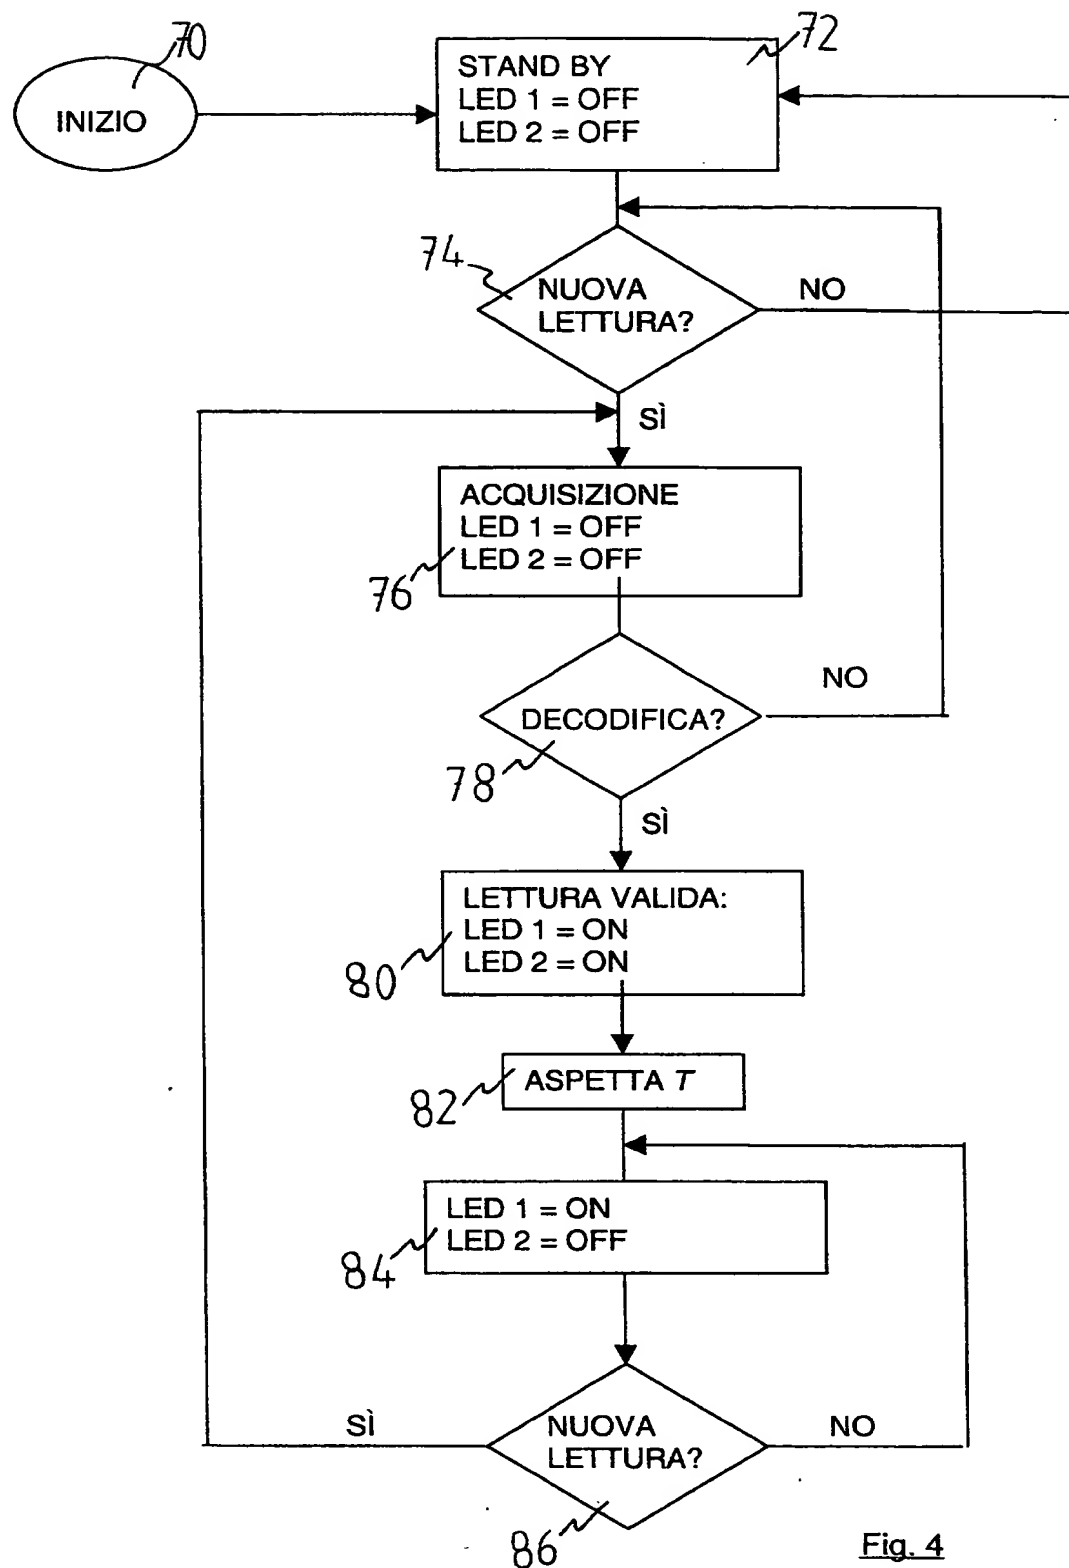 70
INIZIO
72
STAND BY
LED 1 = OFF
LED 2 = OFF
74
NUOVA
LETTURA?
NO
SÌ
ACQUISIZIONE
LED 1 = OFF
LED 2 = OFF
76
DECODIFICA?
NO
78
SÌ
LETTURA VALIDA:
LED 1 = ON
LED 2 = ON
80
ASPETTA T
82
LED 1 = ON
LED 2 = OFF
84
SÌ
NUOVA
LETTURA?
NO
86
Fig. 4